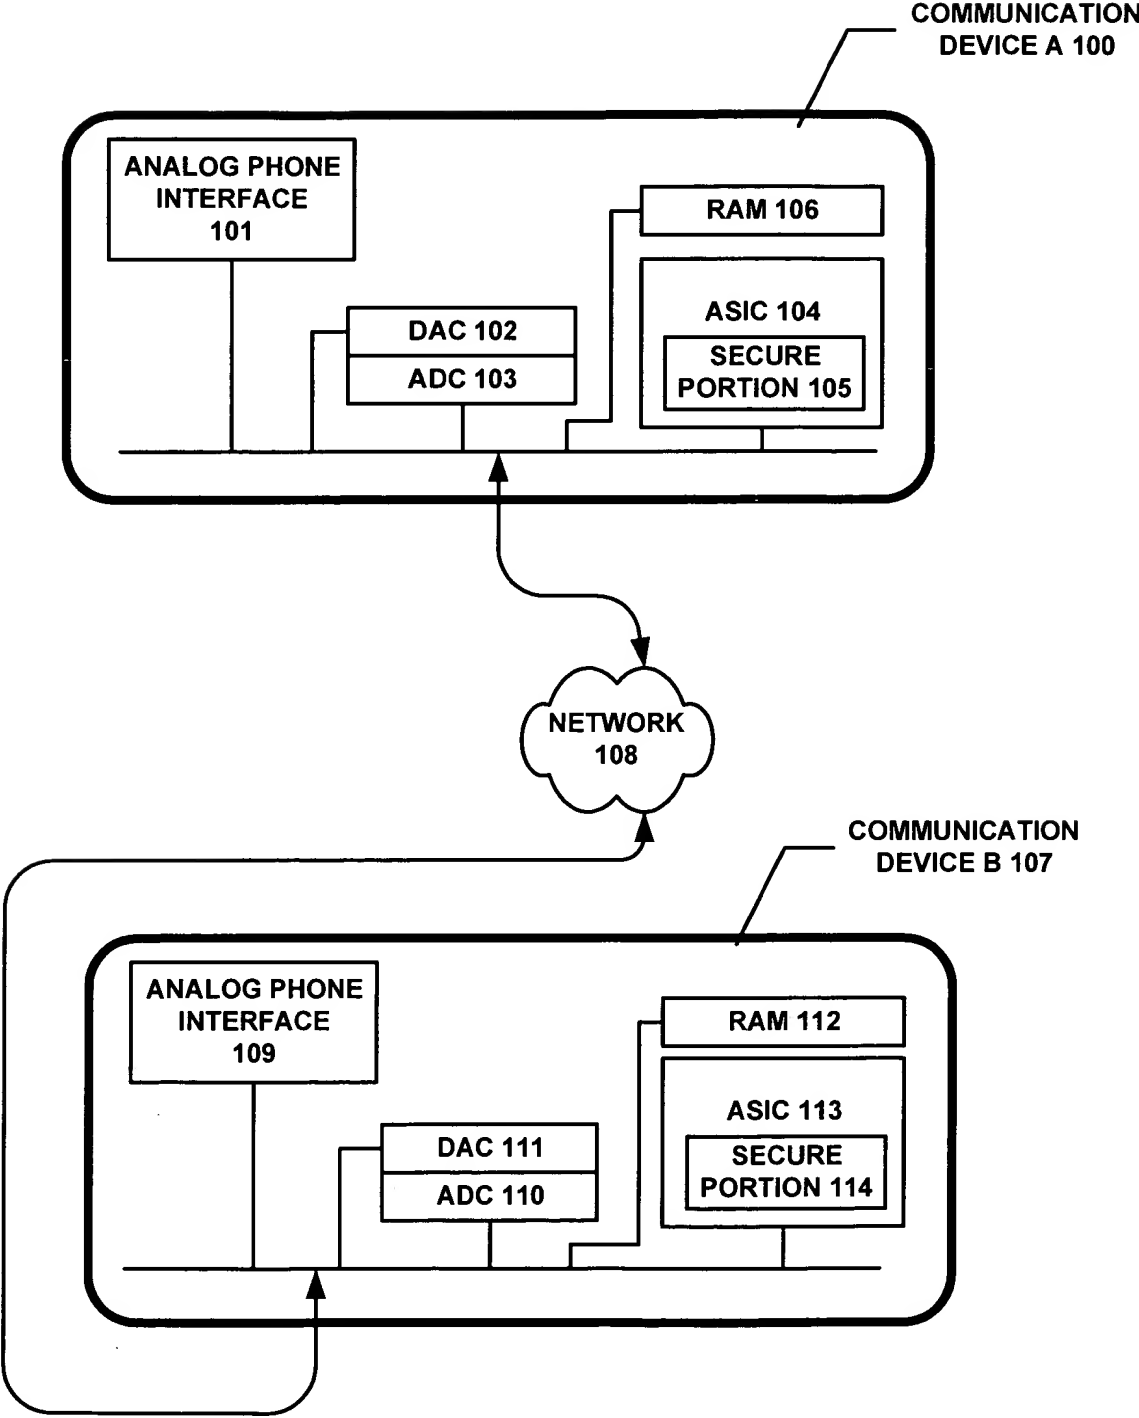 COMMUNICATION
DEVICE A 100
ANALOG PHONE
INTERFACE
101
RAM 106
DAC 102
ADC 103
ASIC 104
SECURE
PORTION 105
NETWORK
108
COMMUNICATION
DEVICE B 107
ANALOG PHONE
INTERFACE
109
RAM 112
DAC 111
ADC 110
ASIC 113
SECURE
PORTION 114